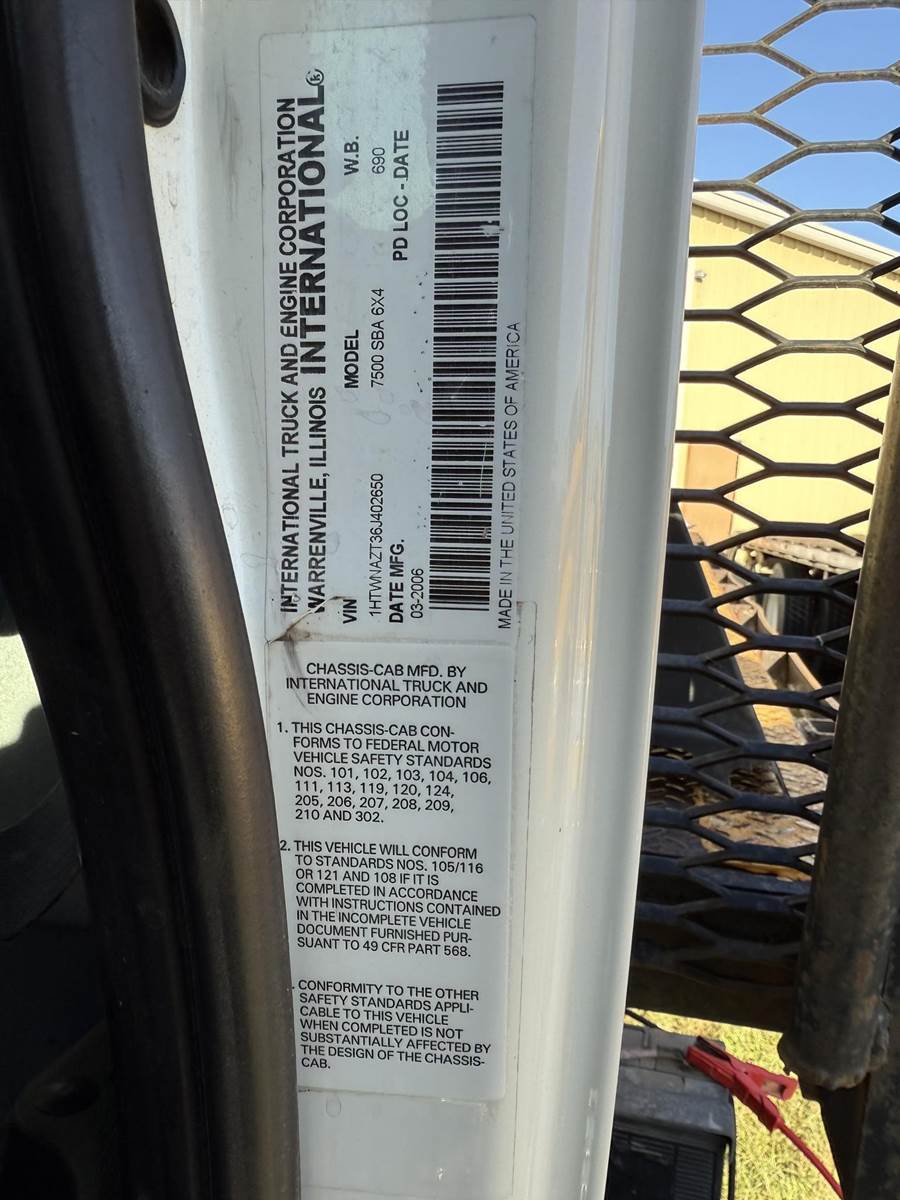 INTERNATIONAL TRUCK AND ENGINE CORPORATION
WARRENVILLE, ILLINOIS INTERNATIONAL®
VIN MODEL W.B.
1HTWNAZT36J402650 7500 SBA 6X4 690
DATE MFG. PD LOC - DATE
03-2006
MADE IN THE UNITED STATES OF AMERICA
CHASSIS-CAB MFD. BY
INTERNATIONAL TRUCK AND
ENGINE CORPORATION
1. THIS CHASSIS-CAB CON-
FORMS TO FEDERAL MOTOR
VEHICLE SAFETY STANDARDS
NOS. 101, 102, 103, 104, 106,
111, 113, 119, 120, 124,
205, 206, 207, 208, 209,
210 AND 302.
2. THIS VEHICLE WILL CONFORM
TO STANDARDS NOS. 105/116
OR 121 AND 108 IF IT IS
COMPLETED IN ACCORDANCE
WITH INSTRUCTIONS CONTAINED
IN THE INCOMPLETE VEHICLE
DOCUMENT FURNISHED PUR-
SUANT TO 49 CFR PART 568.
. CONFORMITY TO THE OTHER
SAFETY STANDARDS APPLI-
CABLE TO THIS VEHICLE
WHEN COMPLETED IS NOT
SUBSTANTIALLY AFFECTED BY
THE DESIGN OF THE CHASSIS-
CAB.